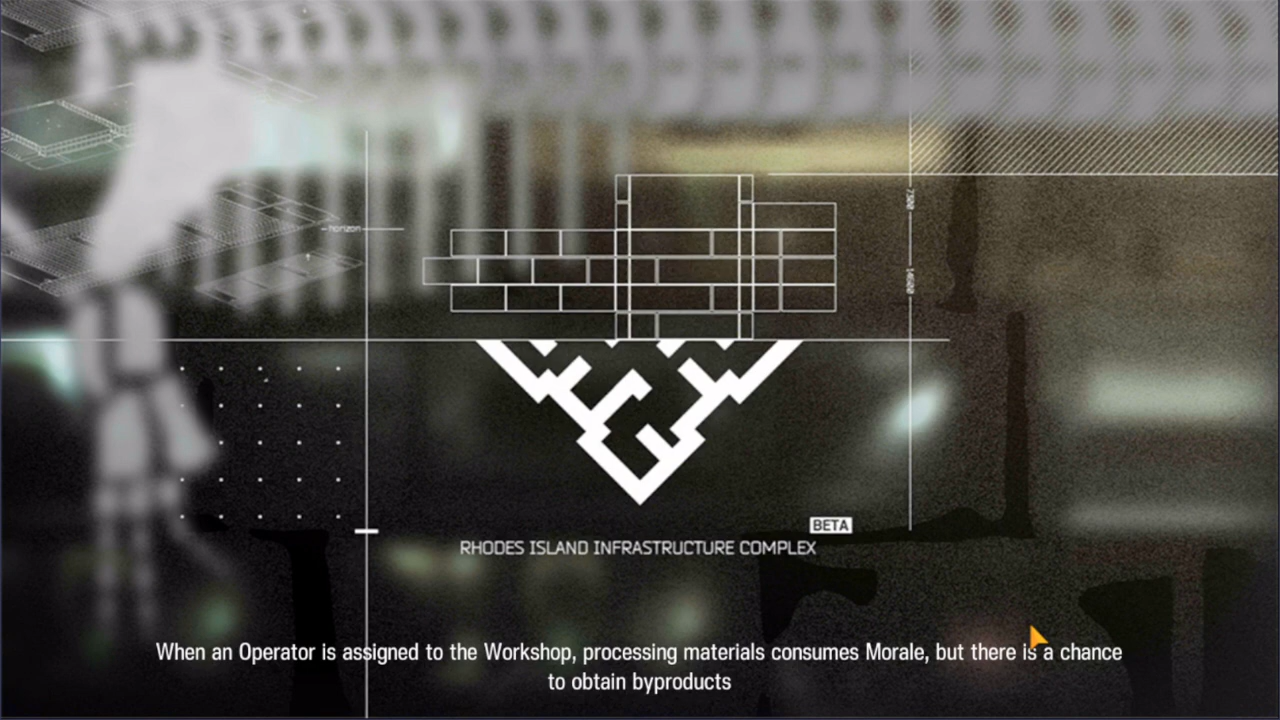 horizon
BETA
RHODES ISLAND INFRASTRUCTURE COMPLEX
When an Operator is assigned to the Workshop, processing materials consumes Morale, but there is a chance
to obtain byproducts